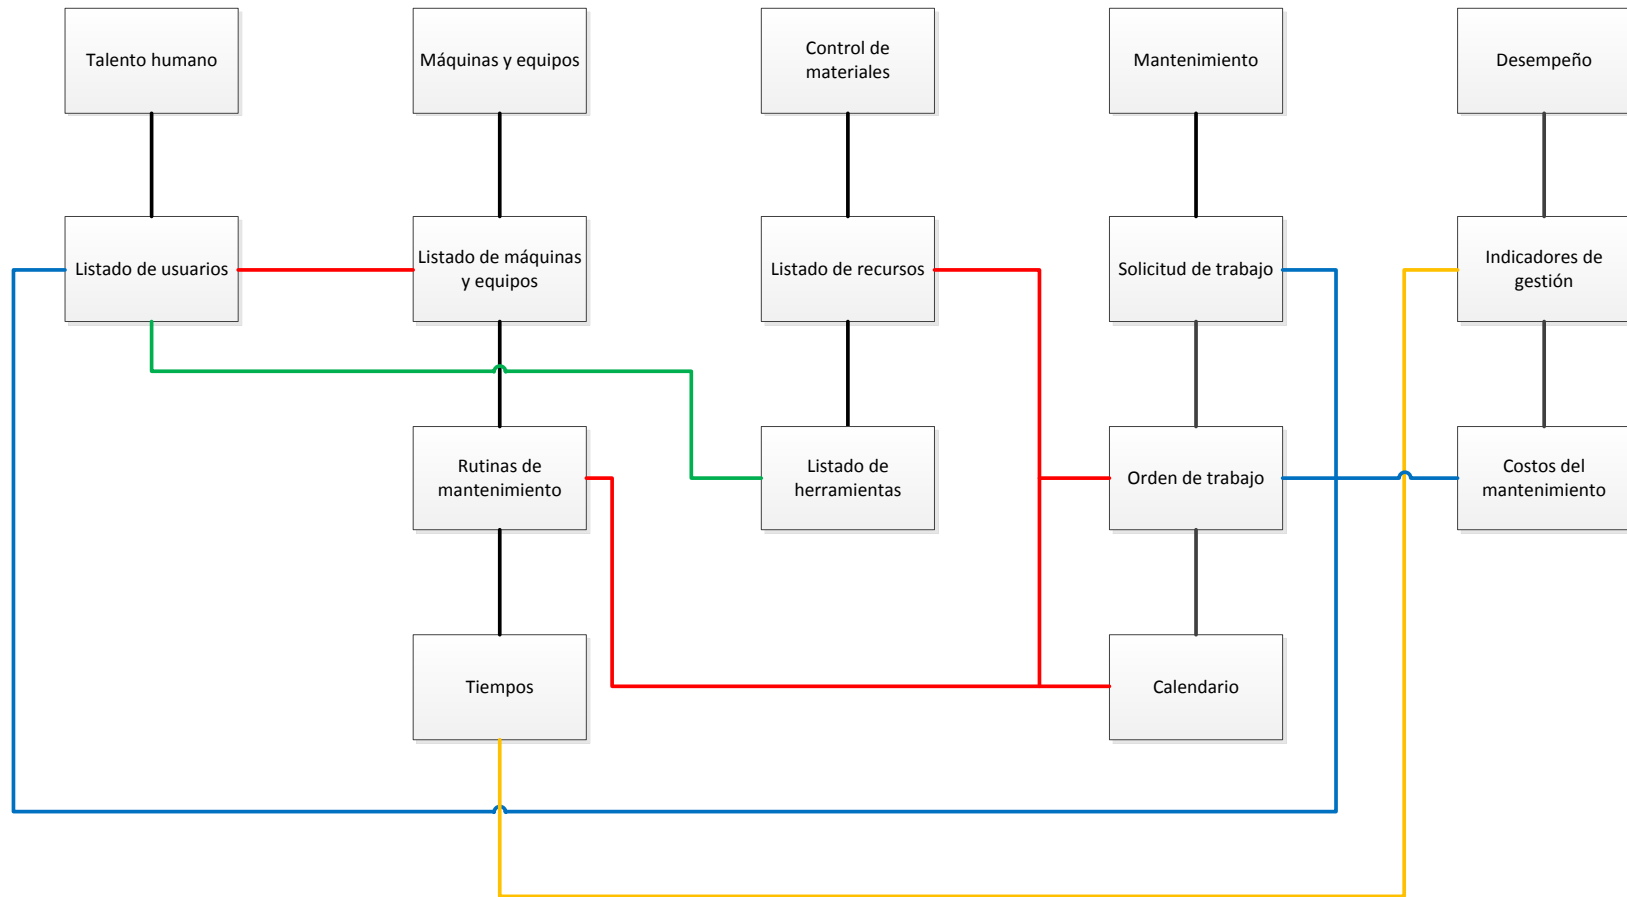 Talento humano
Máquinas y equipos
Control de
materiales
Mantenimiento
Desempeño
Listado de usuarios
Listado de máquinas
y equipos
Listado de recursos
Solicitud de trabajo
Indicadores de
gestión
Rutinas de
mantenimiento
Listado de
herramientas
Orden de trabajo
Costos del
mantenimiento
Tiempos
Calendario